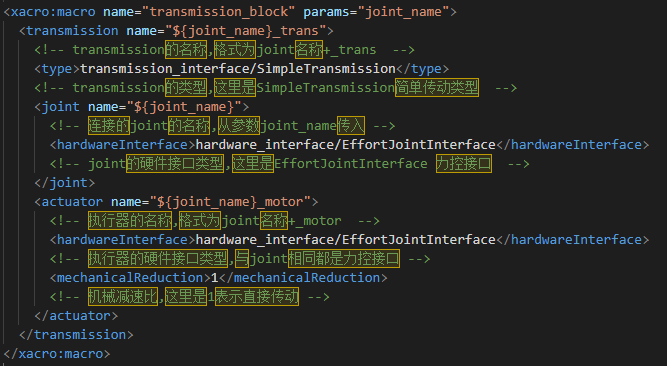 <xacro:macro name="transmission_block" params="joint_name">
<transmission name="${joint_name}_trans">
<!-- transmission的名称,格式为joint名称+_trans -->
<type>transmission_interface/SimpleTransmission</type>
<!-- transmission的类型,这里是SimpleTransmission简单传动类型 -->
<joint name="${joint_name}">
<!-- 连接的joint的名称,从参数joint_name传入 -->
<hardwareInterface>hardware_interface/EffortJointInterface</hardwareInterface>
<!-- joint的硬件接口类型,这里是EffortJointInterface 力控接口 -->
</joint>
<actuator name="${joint_name}_motor">
<!-- 执行器的名称,格式为joint名称+_motor -->
<hardwareInterface>hardware_interface/EffortJointInterface</hardwareInterface>
<!-- 执行器的硬件接口类型,与joint相同都是力控接口 -->
<mechanicalReduction>1</mechanicalReduction>
<!-- 机械减速比,这里是1表示直接传动 -->
</actuator>
</transmission>
</xacro:macro>